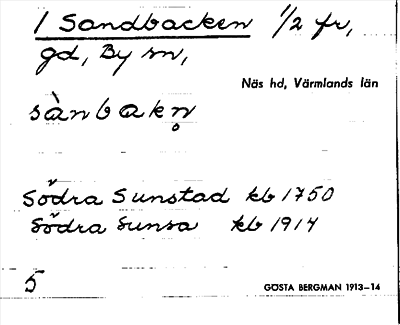 1 Sandbacken 1/2 fr,
gd, By sn,
Näs hd, Värmlands län
sànbakn̥
Södra Sunstad kb 1750
Södra Sunsa kb 1914
5
GÖSTA BERGMAN 1913–14